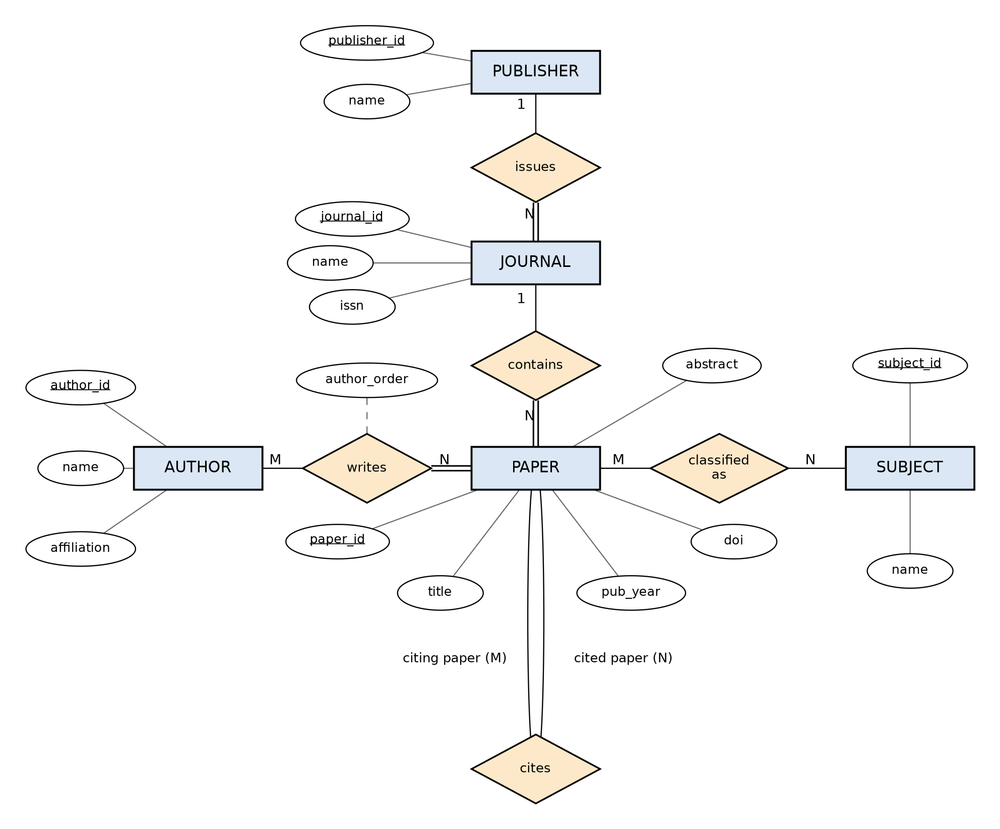 publisher_id
PUBLISHER
name
1
issues
N
journal_id
name
JOURNAL
issn
1
contains
abstract
subject_id
author_order
author_id
N
name
AUTHOR
M
writes
N
PAPER
M
classified
as
N
SUBJECT
affiliation
paper_id
doi
title
pub_year
name
citing paper (M)
cited paper (N)
cites